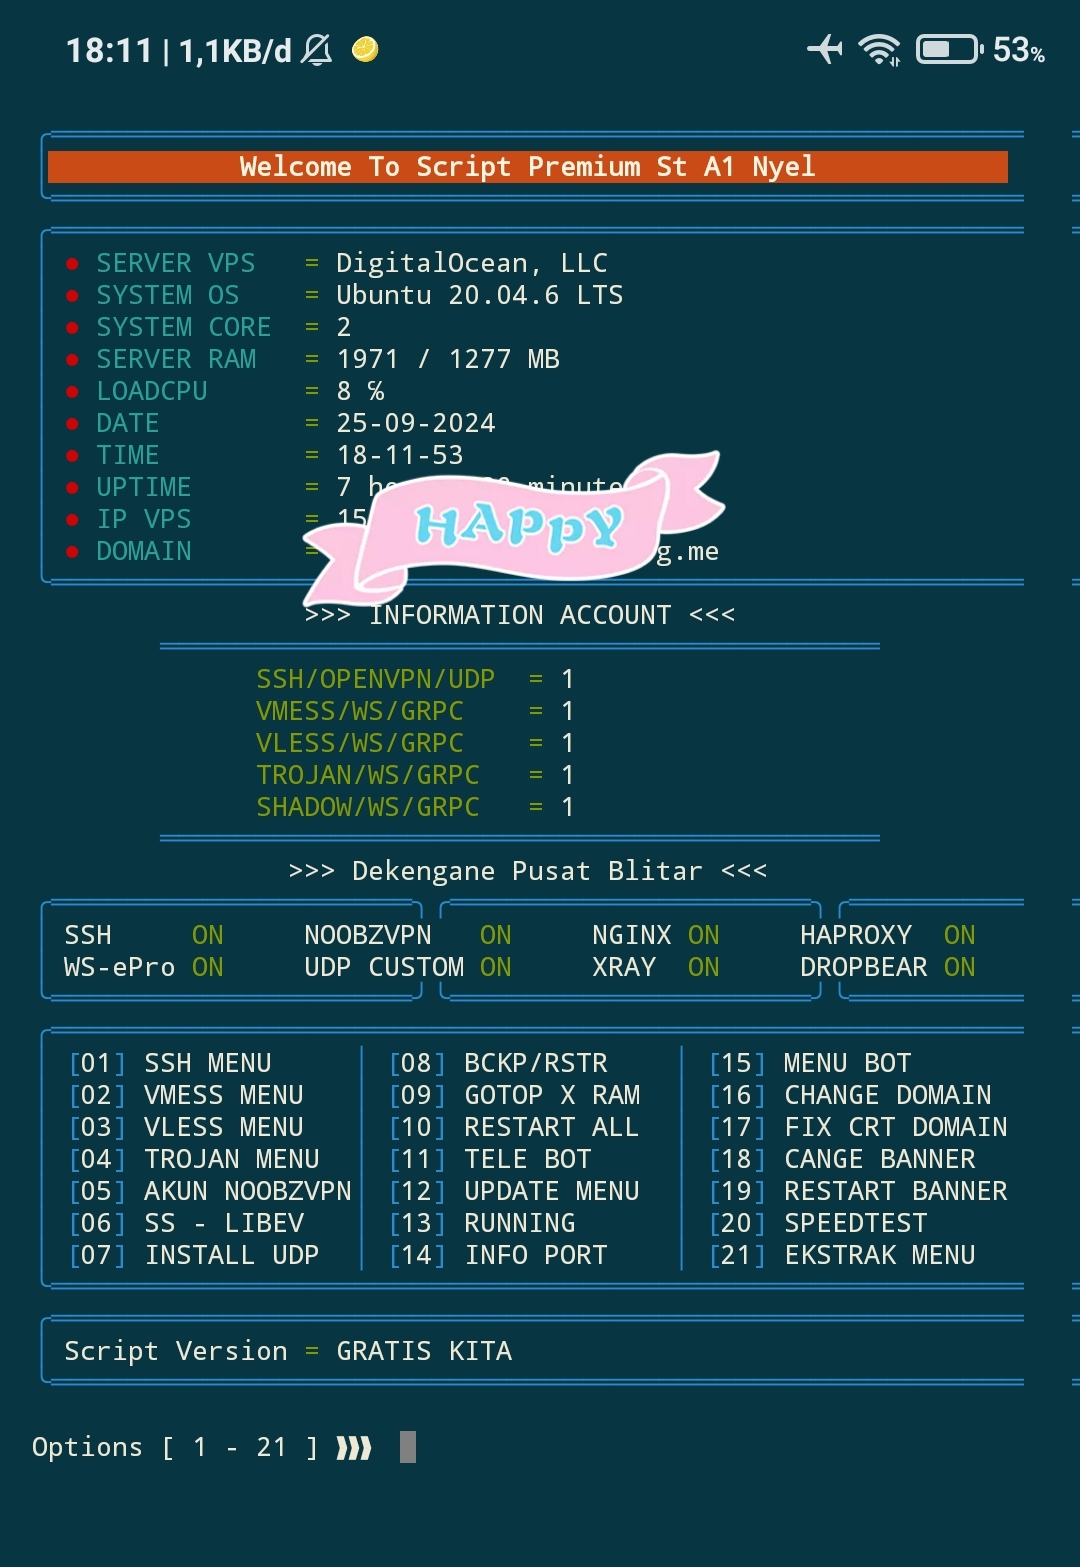 18:11 | 1,1KB/d 53%
Welcome To Script Premium St A1 Nyel
● SERVER VPS = DigitalOcean, LLC
● SYSTEM OS = Ubuntu 20.04.6 LTS
● SYSTEM CORE = 2
● SERVER RAM = 1971 / 1277 MB
● LOADCPU = 8 ℅
● DATE = 25-09-2024
● TIME = 18-11-53
● UPTIME = 7
● IP VPS = 15
● DOMAIN = g.me
HAppY
>>> INFORMATION ACCOUNT <<<
SSH/OPENVPN/UDP = 1
VMESS/WS/GRPC = 1
VLESS/WS/GRPC = 1
TROJAN/WS/GRPC = 1
SHADOW/WS/GRPC = 1
>>> Dekengane Pusat Blitar <<<
SSH ON NOOBZVPN ON NGINX ON HAPROXY ON
WS-ePro ON UDP CUSTOM ON XRAY ON DROPBEAR ON
[01] SSH MENU [08] BCKP/RSTR [15] MENU BOT
[02] VMESS MENU [09] GOTOP X RAM [16] CHANGE DOMAIN
[03] VLESS MENU [10] RESTART ALL [17] FIX CRT DOMAIN
[04] TROJAN MENU [11] TELE BOT [18] CANGE BANNER
[05] AKUN NOOBZVPN [12] UPDATE MENU [19] RESTART BANNER
[06] SS - LIBEV [13] RUNNING [20] SPEEDTEST
[07] INSTALL UDP [14] INFO PORT [21] EKSTRAK MENU
Script Version = GRATIS KITA
Options [ 1 - 21 ] ❱❱❱